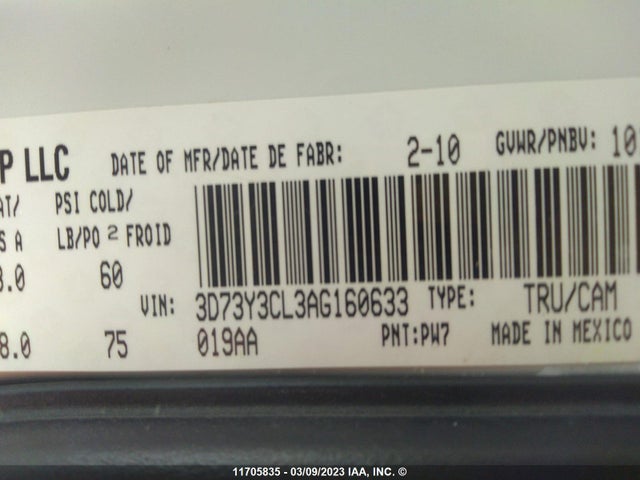 P LLC DATE OF MFR/DATE DE FABR: 2-10 GVWR/PNBV: 10
AT/ PSI COLD/
S A LB/PO 2 FROID
8.0 60
VIN: 3D73Y3CL3AG160633 TYPE: TRU/CAM
8.0 75 019AA PNT:PW7 MADE IN MEXICO
11705835 - 03/09/2023 IAA, INC. ©